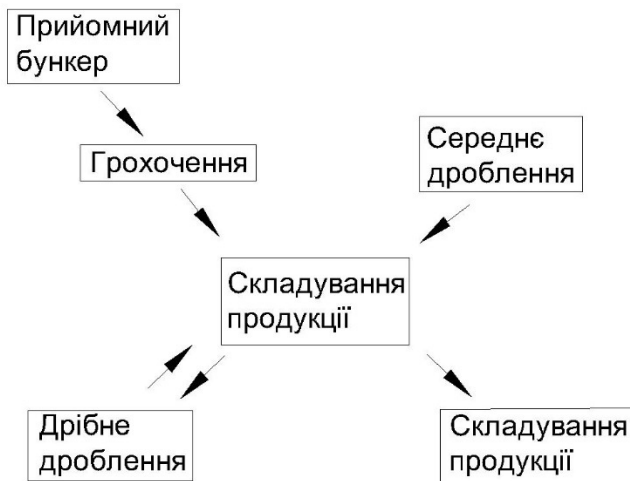 Прийомний
бункер
Грохочення
Середнє
дроблення
Складування
продукції
Дрібне
дроблення
Складування
продукції